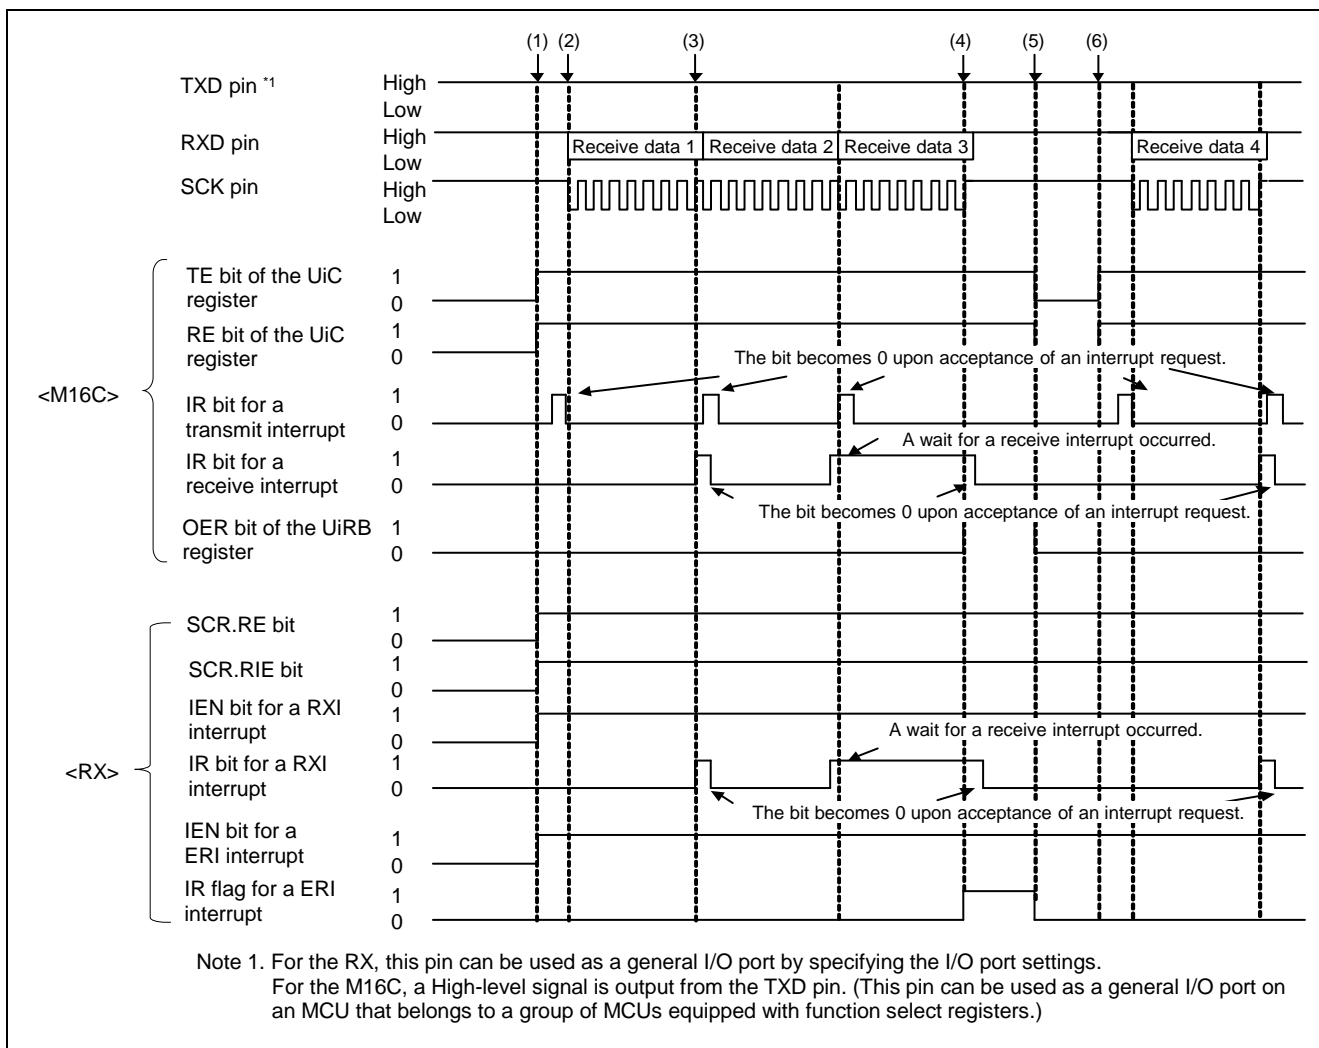 (1) (2) (3) (4) (5) (6)
TXD pin *1 High
Low
RXD pin High
Low
Receive data 1 Receive data 2 Receive data 3 Receive data 4
SCK pin High
Low
TE bit of the UiC
register
1
0
RE bit of the UiC
register
1
0
The bit becomes 0 upon acceptance of an interrupt request.
<M16C>
IR bit for a
transmit interrupt
1
0
A wait for a receive interrupt occurred.
IR bit for a
receive interrupt
1
0
The bit becomes 0 upon acceptance of an interrupt request.
OER bit of the UiRB
register
1
0
SCR.RE bit
1
0
SCR.RIE bit
1
0
IEN bit for a RXI
interrupt
1
0
A wait for a receive interrupt occurred.
<RX>
IR bit for a RXI
interrupt
1
0
The bit becomes 0 upon acceptance of an interrupt request.
IEN bit for a
ERI interrupt
1
0
IR flag for a ERI
interrupt
1
0
Note 1. For the RX, this pin can be used as a general I/O port by specifying the I/O port settings.
For the M16C, a High-level signal is output from the TXD pin. (This pin can be used as a general I/O port on
an MCU that belongs to a group of MCUs equipped with function select registers.)